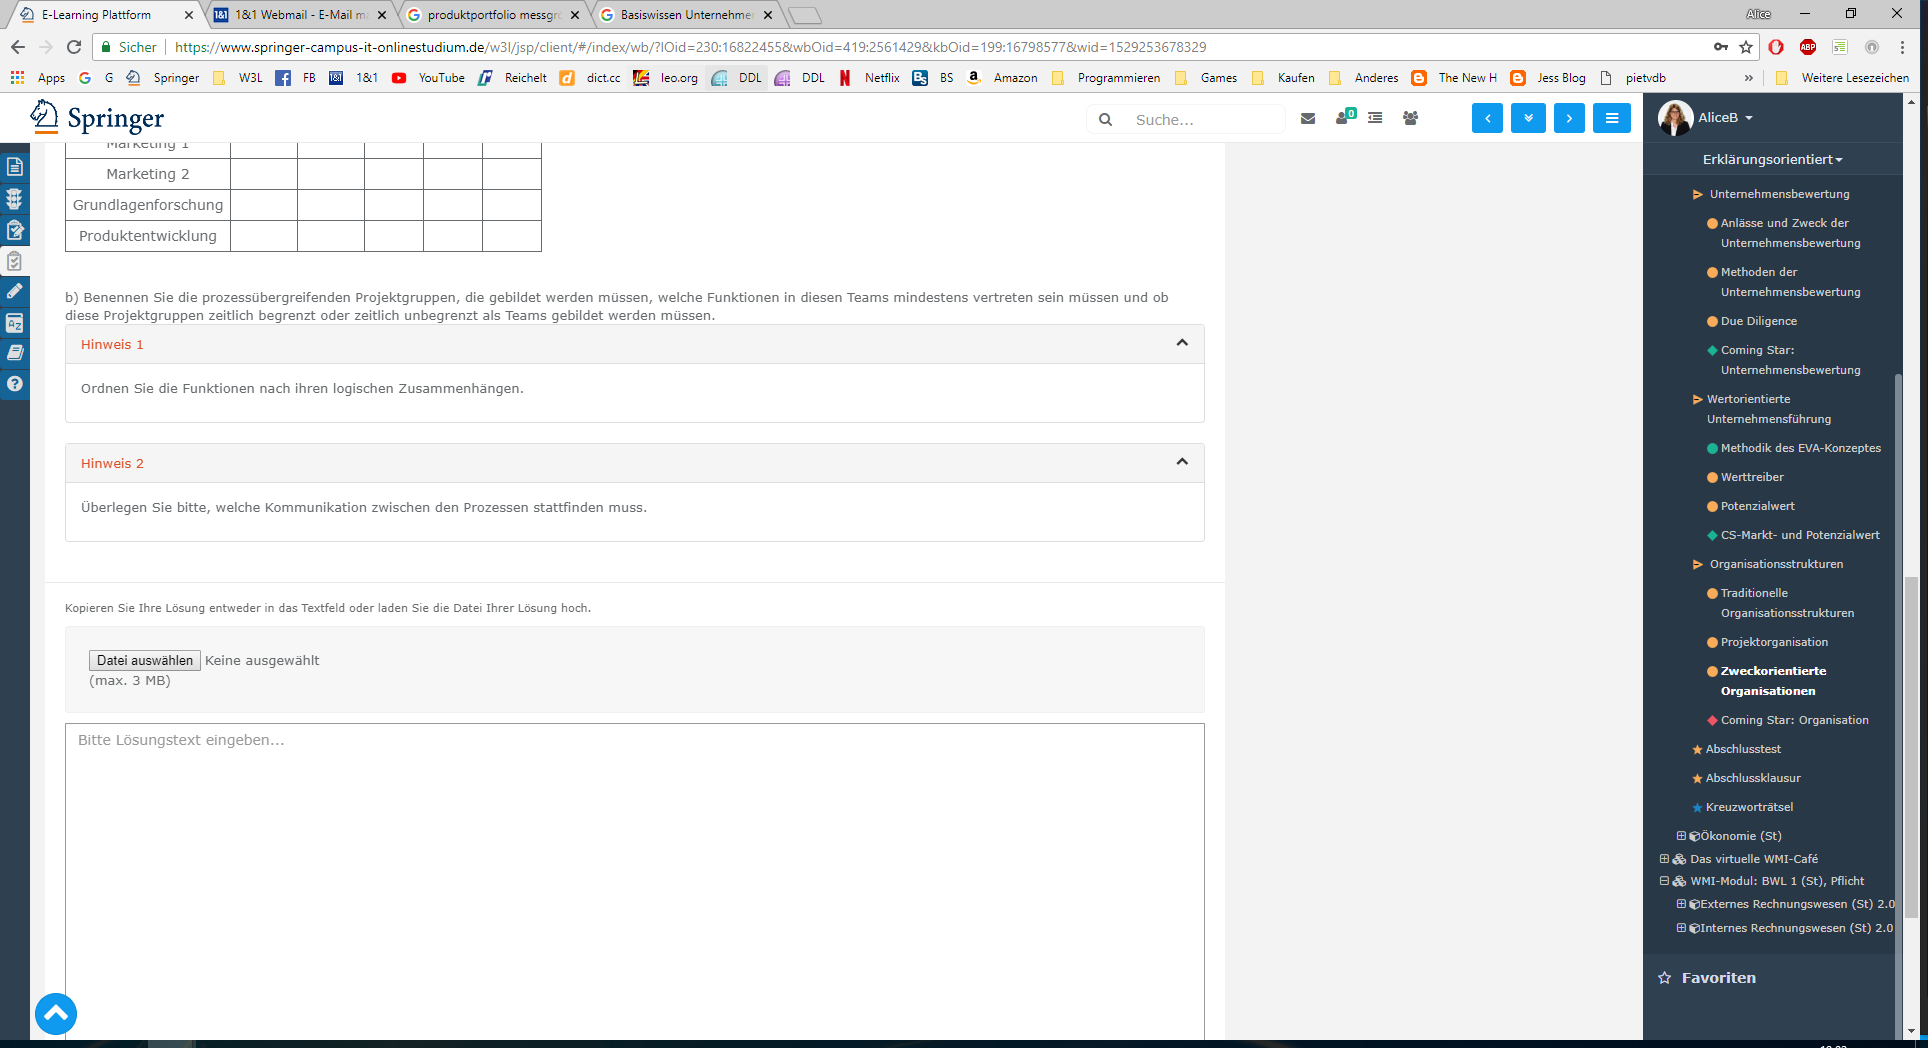 E-Learning Plattform
1&1 Webmail - E-Mail m
produktportfolio messgr
Basiswissen Unternehme
Alice
Sicher
https://www.springer-campus-it-onlinestudium.de/w3l/jsp/client/#/index/wb/?lOid=230:16822455&wbOid=419:2561429&kbOid=199:16798577&wid=1529253678329
Apps G Springer W3L FB 1&1 YouTube Reichelt dict.cc leo.org DDL DDL Netflix BS Amazon Programmieren Games Kaufen Anderes The New H Jess Blog pietvdb » Weitere Lesezeichen
Springer
Suche...
0
AliceB
Erklärungsorientiert
Marketing 1
Marketing 2
Grundlagenforschung
Produktentwicklung
b) Benennen Sie die prozessübergreifenden Projektgruppen, die gebildet werden müssen, welche Funktionen in diesen Teams mindestens vertreten sein müssen und ob
diese Projektgruppen zeitlich begrenzt oder zeitlich unbegrenzt als Teams gebildet werden müssen.
Hinweis 1
Ordnen Sie die Funktionen nach ihren logischen Zusammenhängen.
Hinweis 2
Überlegen Sie bitte, welche Kommunikation zwischen den Prozessen stattfinden muss.
Kopieren Sie Ihre Lösung entweder in das Textfeld oder laden Sie die Datei Ihrer Lösung hoch.
Datei auswählen Keine ausgewählt
(max. 3 MB)
Bitte Lösungstext eingeben...
Unternehmensbewertung
Anlässe und Zweck der
Unternehmensbewertung
Methoden der
Unternehmensbewertung
Due Diligence
Coming Star:
Unternehmensbewertung
Wertorientierte
Unternehmensführung
Methodik des EVA-Konzeptes
Werttreiber
Potenzialwert
CS-Markt- und Potenzialwert
Organisationsstrukturen
Traditionelle
Organisationsstrukturen
Projektorganisation
Zweckorientierte
Organisationen
Coming Star: Organisation
Abschlusstest
Abschlussklausur
Kreuzworträtsel
Ökonomie (St)
Das virtuelle WMI-Café
WMI-Modul: BWL 1 (St), Pflicht
Externes Rechnungswesen (St) 2.0
Internes Rechnungswesen (St) 2.0
Favoriten